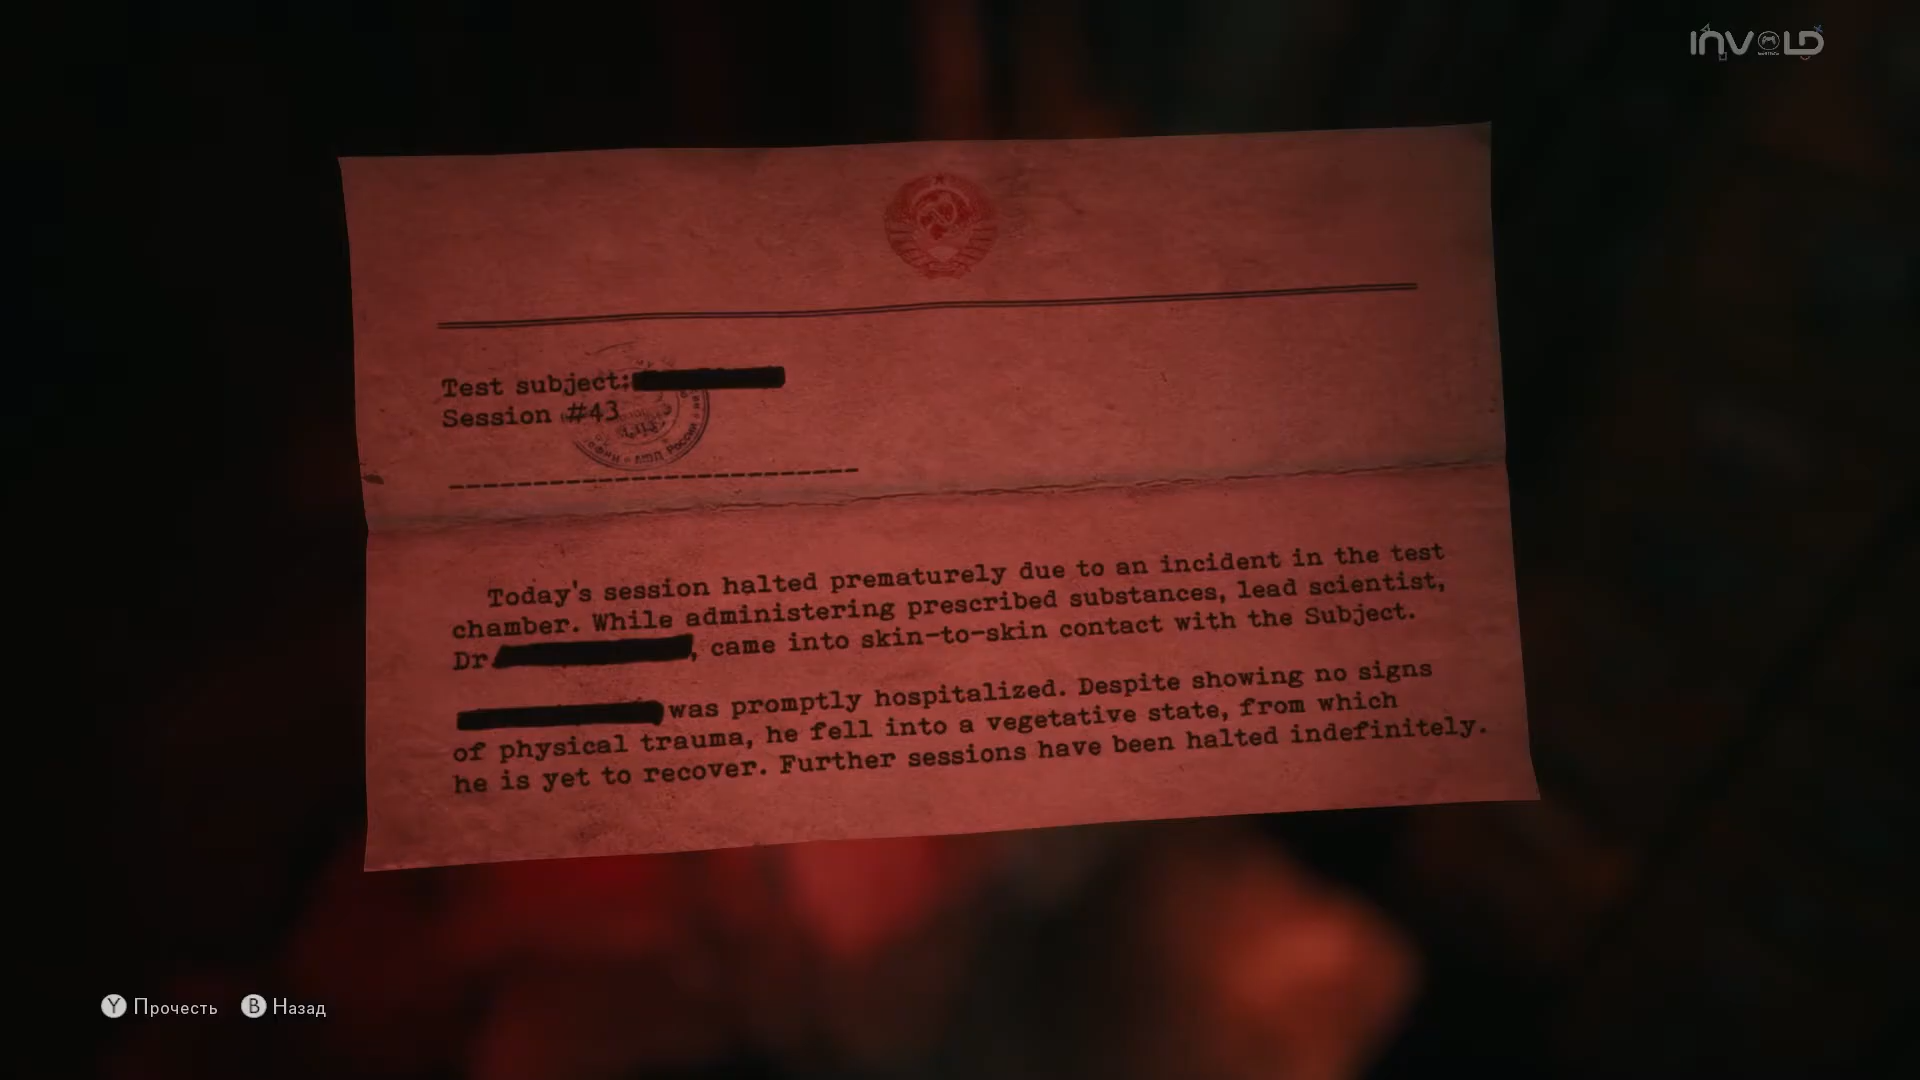 INVOLD
Test subject:
Session #43
России
Today's session halted prematurely due to an incident in the test
chamber. While administering prescribed substances, lead scientist,
Dr , came into skin-to-skin contact with the Subject.
was promptly hospitalized. Despite showing no signs
of physical trauma, he fell into a vegetative state, from which
he is yet to recover. Further sessions have been halted indefinitely.
Y Прочесть B Назад